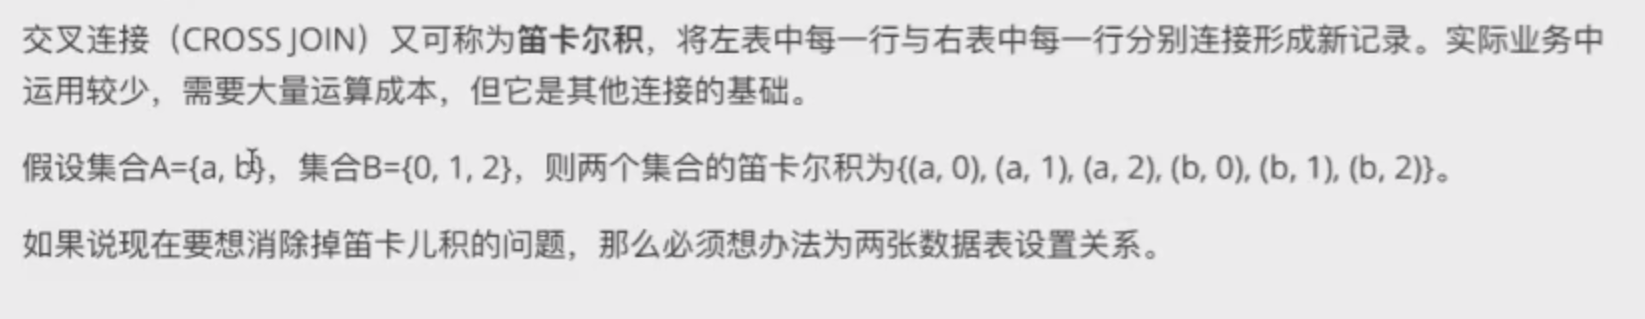 交叉连接（CROSS JOIN）又可称为笛卡尔积，将左表中每一行与右表中每一行分别连接形成新记录。实际业务中
运用较少，需要大量运算成本，但它是其他连接的基础。
假设集合A={a, b}，集合B={0, 1, 2}，则两个集合的笛卡尔积为{(a, 0), (a, 1), (a, 2), (b, 0), (b, 1), (b, 2)}。
如果说现在要想消除掉笛卡儿积的问题，那么必须想办法为两张数据表设置关系。